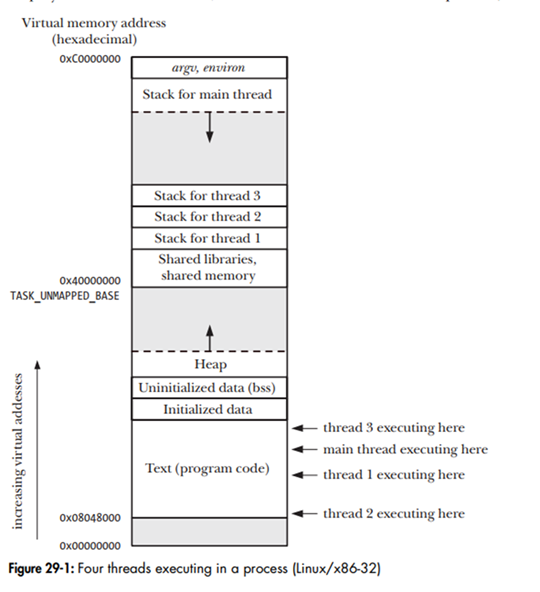 Virtual memory address
(hexadecimal)
0xC0000000
argv, environ
Stack for main thread
Stack for thread 3
Stack for thread 2
Stack for thread 1
Shared libraries,
shared memory
0x40000000
TASK_UNMAPPED_BASE
Heap
Uninitialized data (bss)
Initialized data
thread 3 executing here
main thread executing here
Text (program code)
thread 1 executing here
thread 2 executing here
0x08048000
0x00000000
increasing virtual addesses
Figure 29-1: Four threads executing in a process (Linux/x86-32)